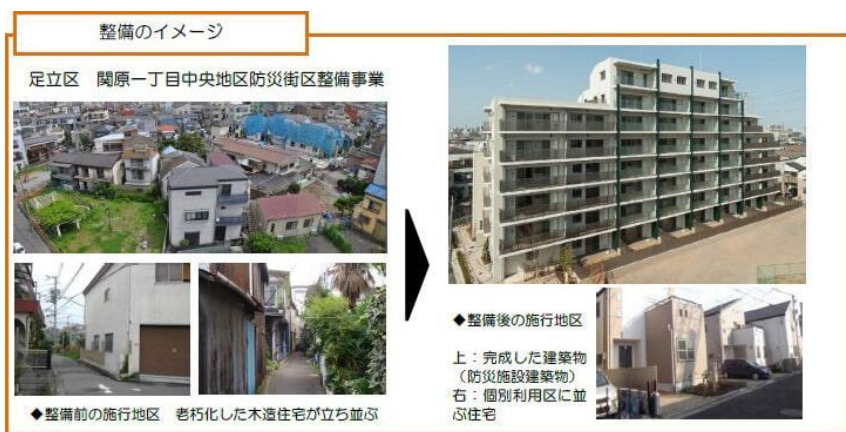 整備のイメージ
足立区　関原一丁目中央地区防災街区整備事業
◆整備前の施行地区　老朽化した木造住宅が立ち並ぶ
◆整備後の施行地区
上：完成した建築物
（防災施設建築物）
右：個別利用区に並
ぶ住宅